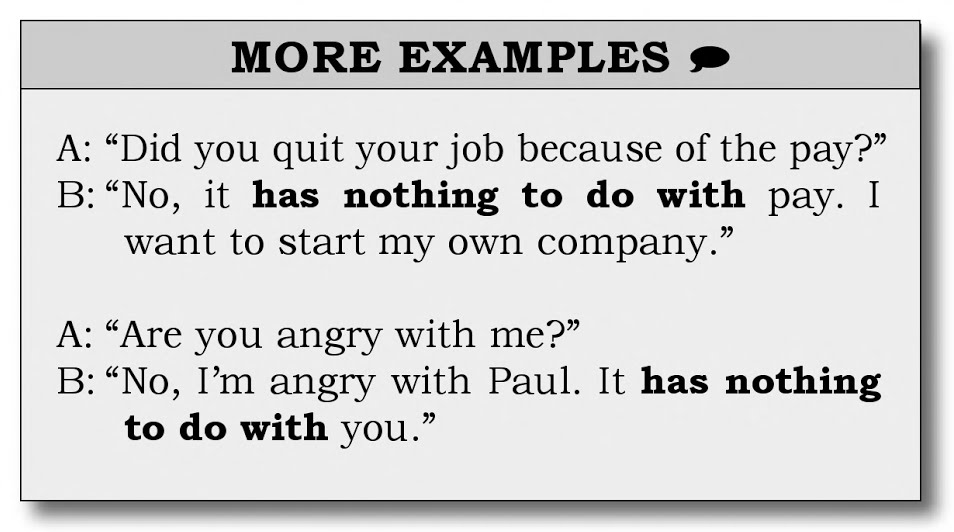 MORE EXAMPLES
A: “Did you quit your job because of the pay?”
B: “No, it has nothing to do with pay. I
want to start my own company.”
A: “Are you angry with me?”
B: “No, I’m angry with Paul. It has nothing
to do with you.”